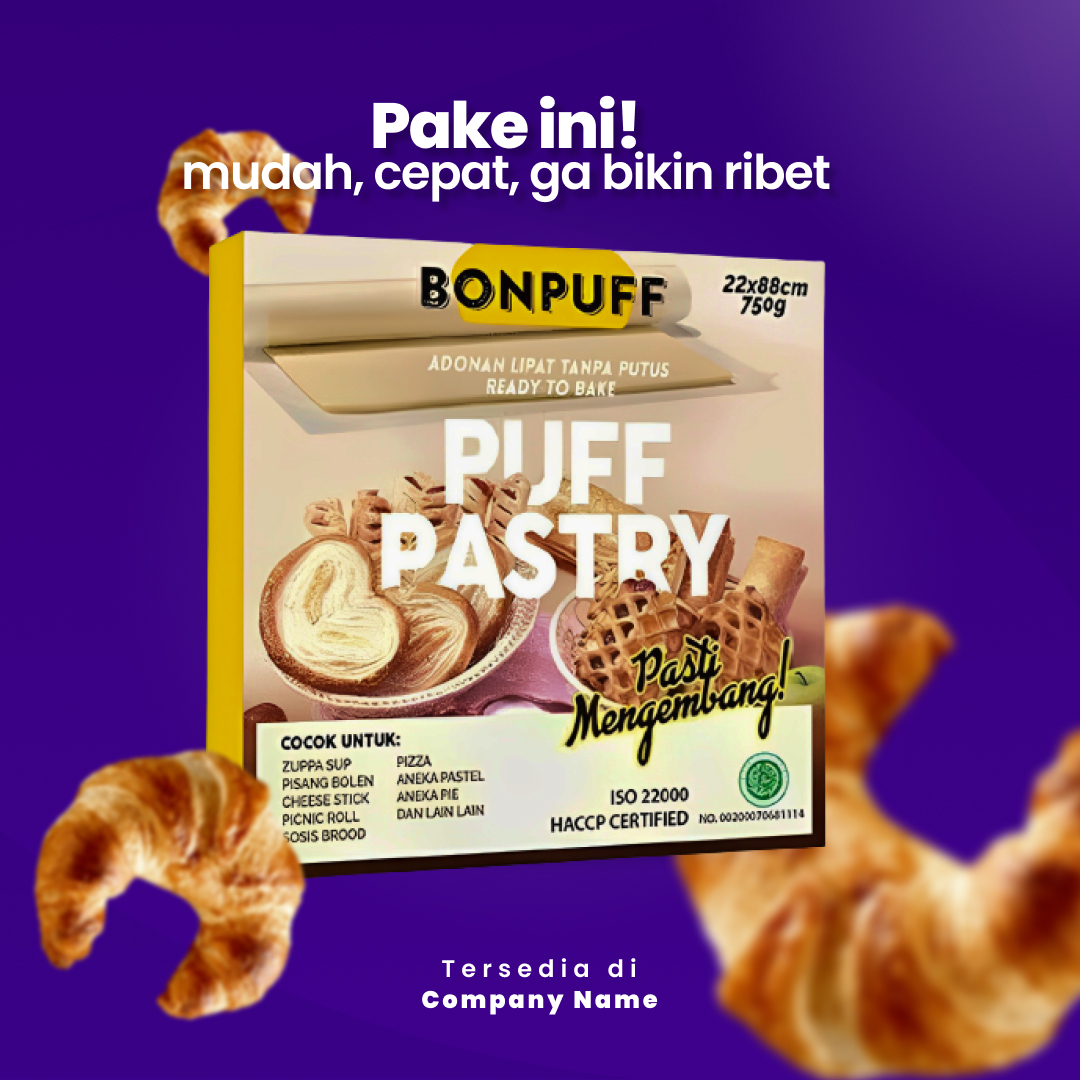 Pake ini!
mudah, cepat, ga bikin ribet
BONPUFF
22x88cm
750g
ADONAN LIPAT TANPA PUTUS
READY TO BAKE
PUFF
PASTRY
Pasti
Mengembang!
COCOK UNTUK:
ZUPPA SUP
PISANG BOLEN
CHEESE STICK
PICNIC ROLL
SOSIS BROOD
PIZZA
ANEKA PASTEL
ANEKA PIE
DAN LAIN LAIN
ISO 22000
HACCP CERTIFIED
NO. 00200070681114
Tersedia di
Company Name